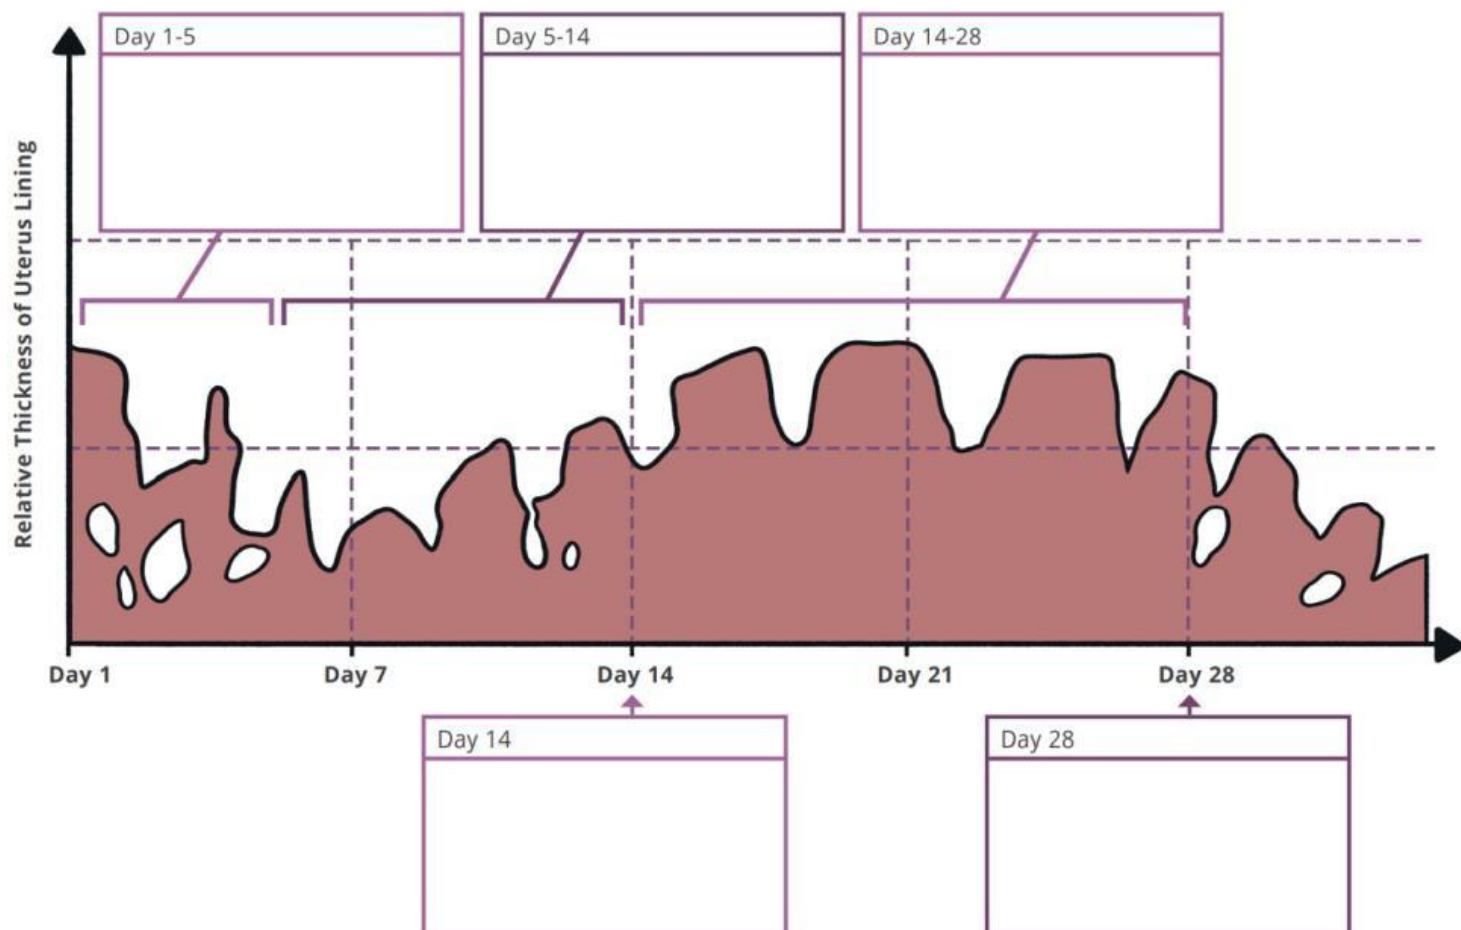 Day 1-5
Day 5-14
Day 14-28
Relative Thickness of Uterus Lining
Day 1
Day 7
Day 14
Day 21
Day 28
Day 14
Day 28